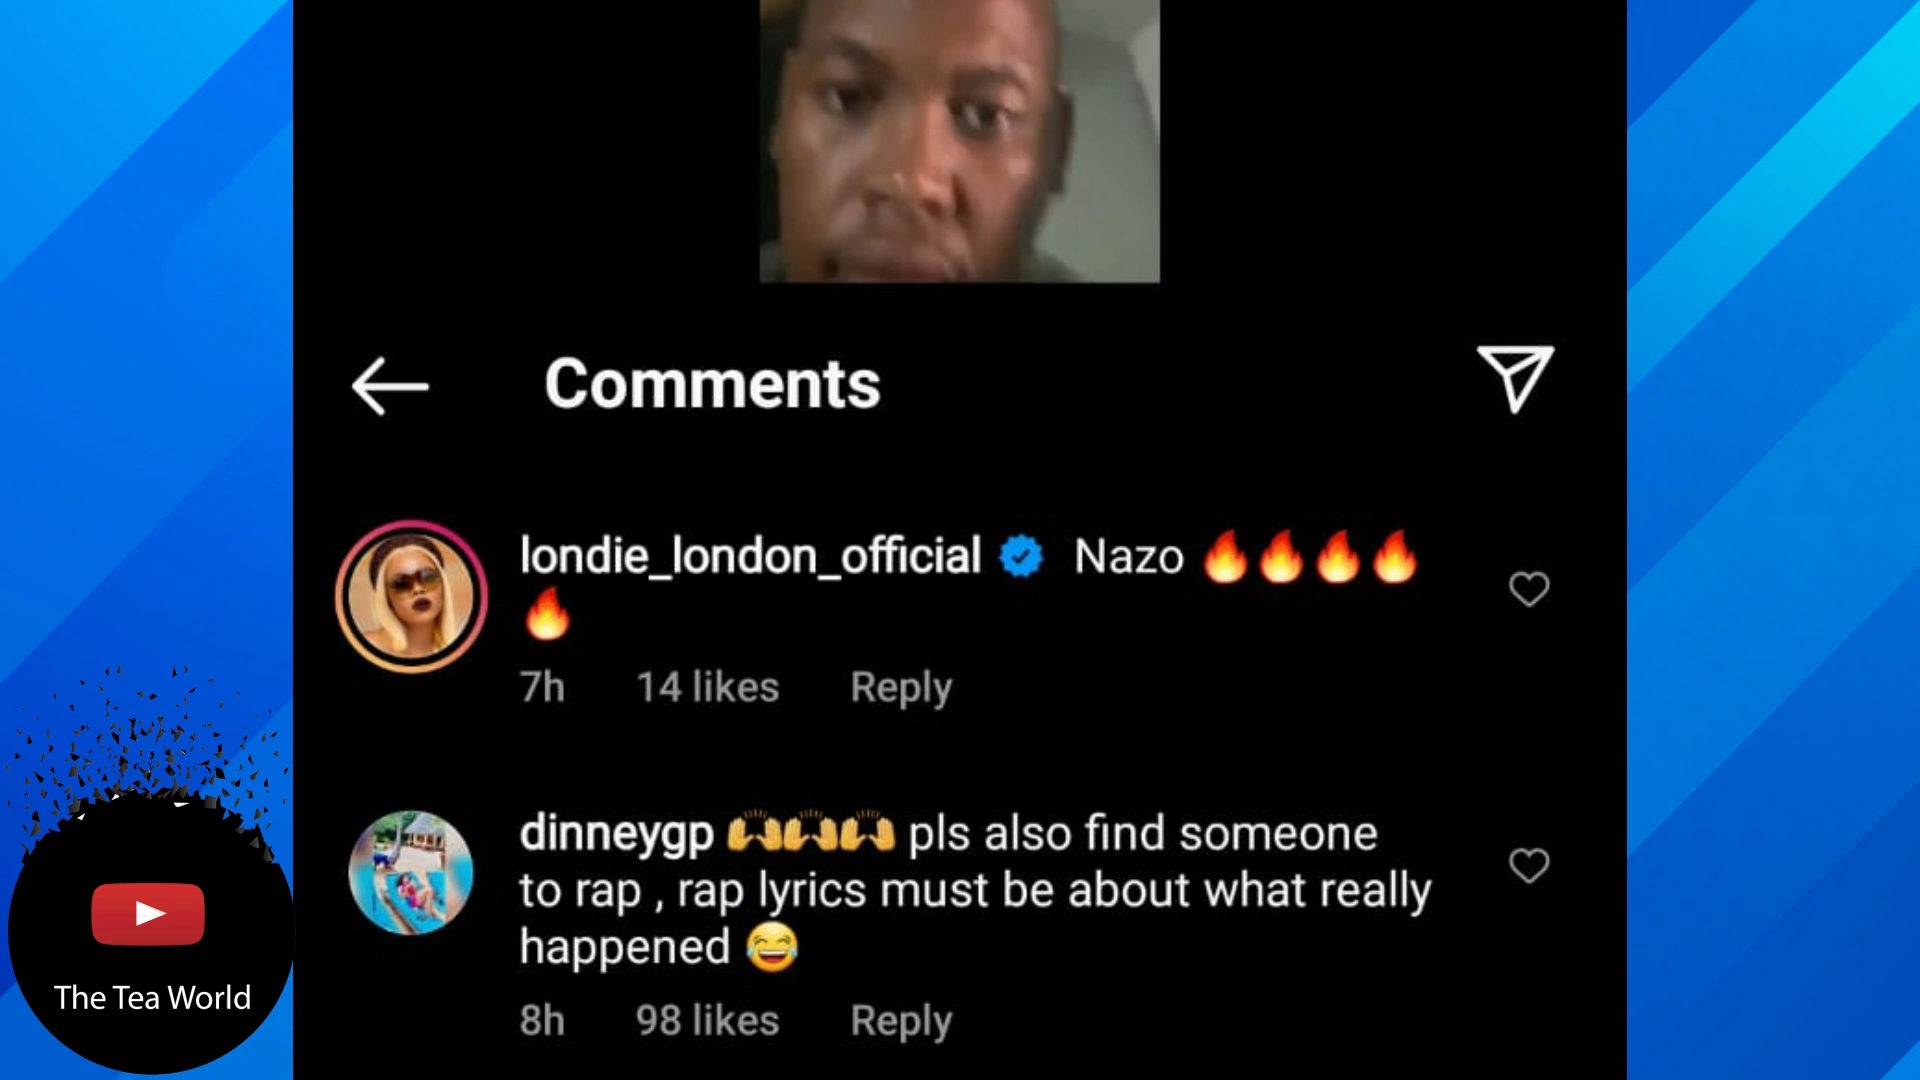 Comments
londie_london_official Nazo 🔥🔥🔥🔥
🔥
7h 14 likes Reply
dinneygp 🙌🙌🙌 pls also find someone
to rap , rap lyrics must be about what really
happened 😂
8h 98 likes Reply
The Tea World